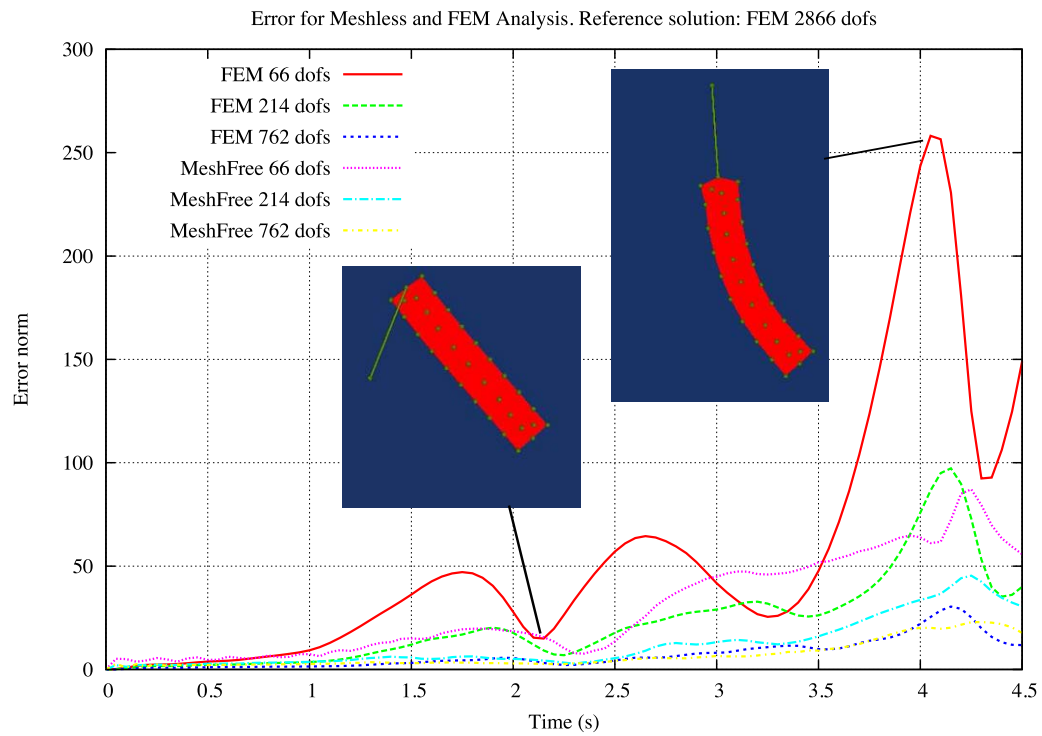 Error for Meshless and FEM Analysis. Reference solution: FEM 2866 dofs
300
250
200
150
100
50
0
Error norm
FEM 66 dofs
FEM 214 dofs
FEM 762 dofs
MeshFree 66 dofs
MeshFree 214 dofs
MeshFree 762 dofs
0 0.5 1 1.5 2 2.5 3 3.5 4 4.5
Time (s)